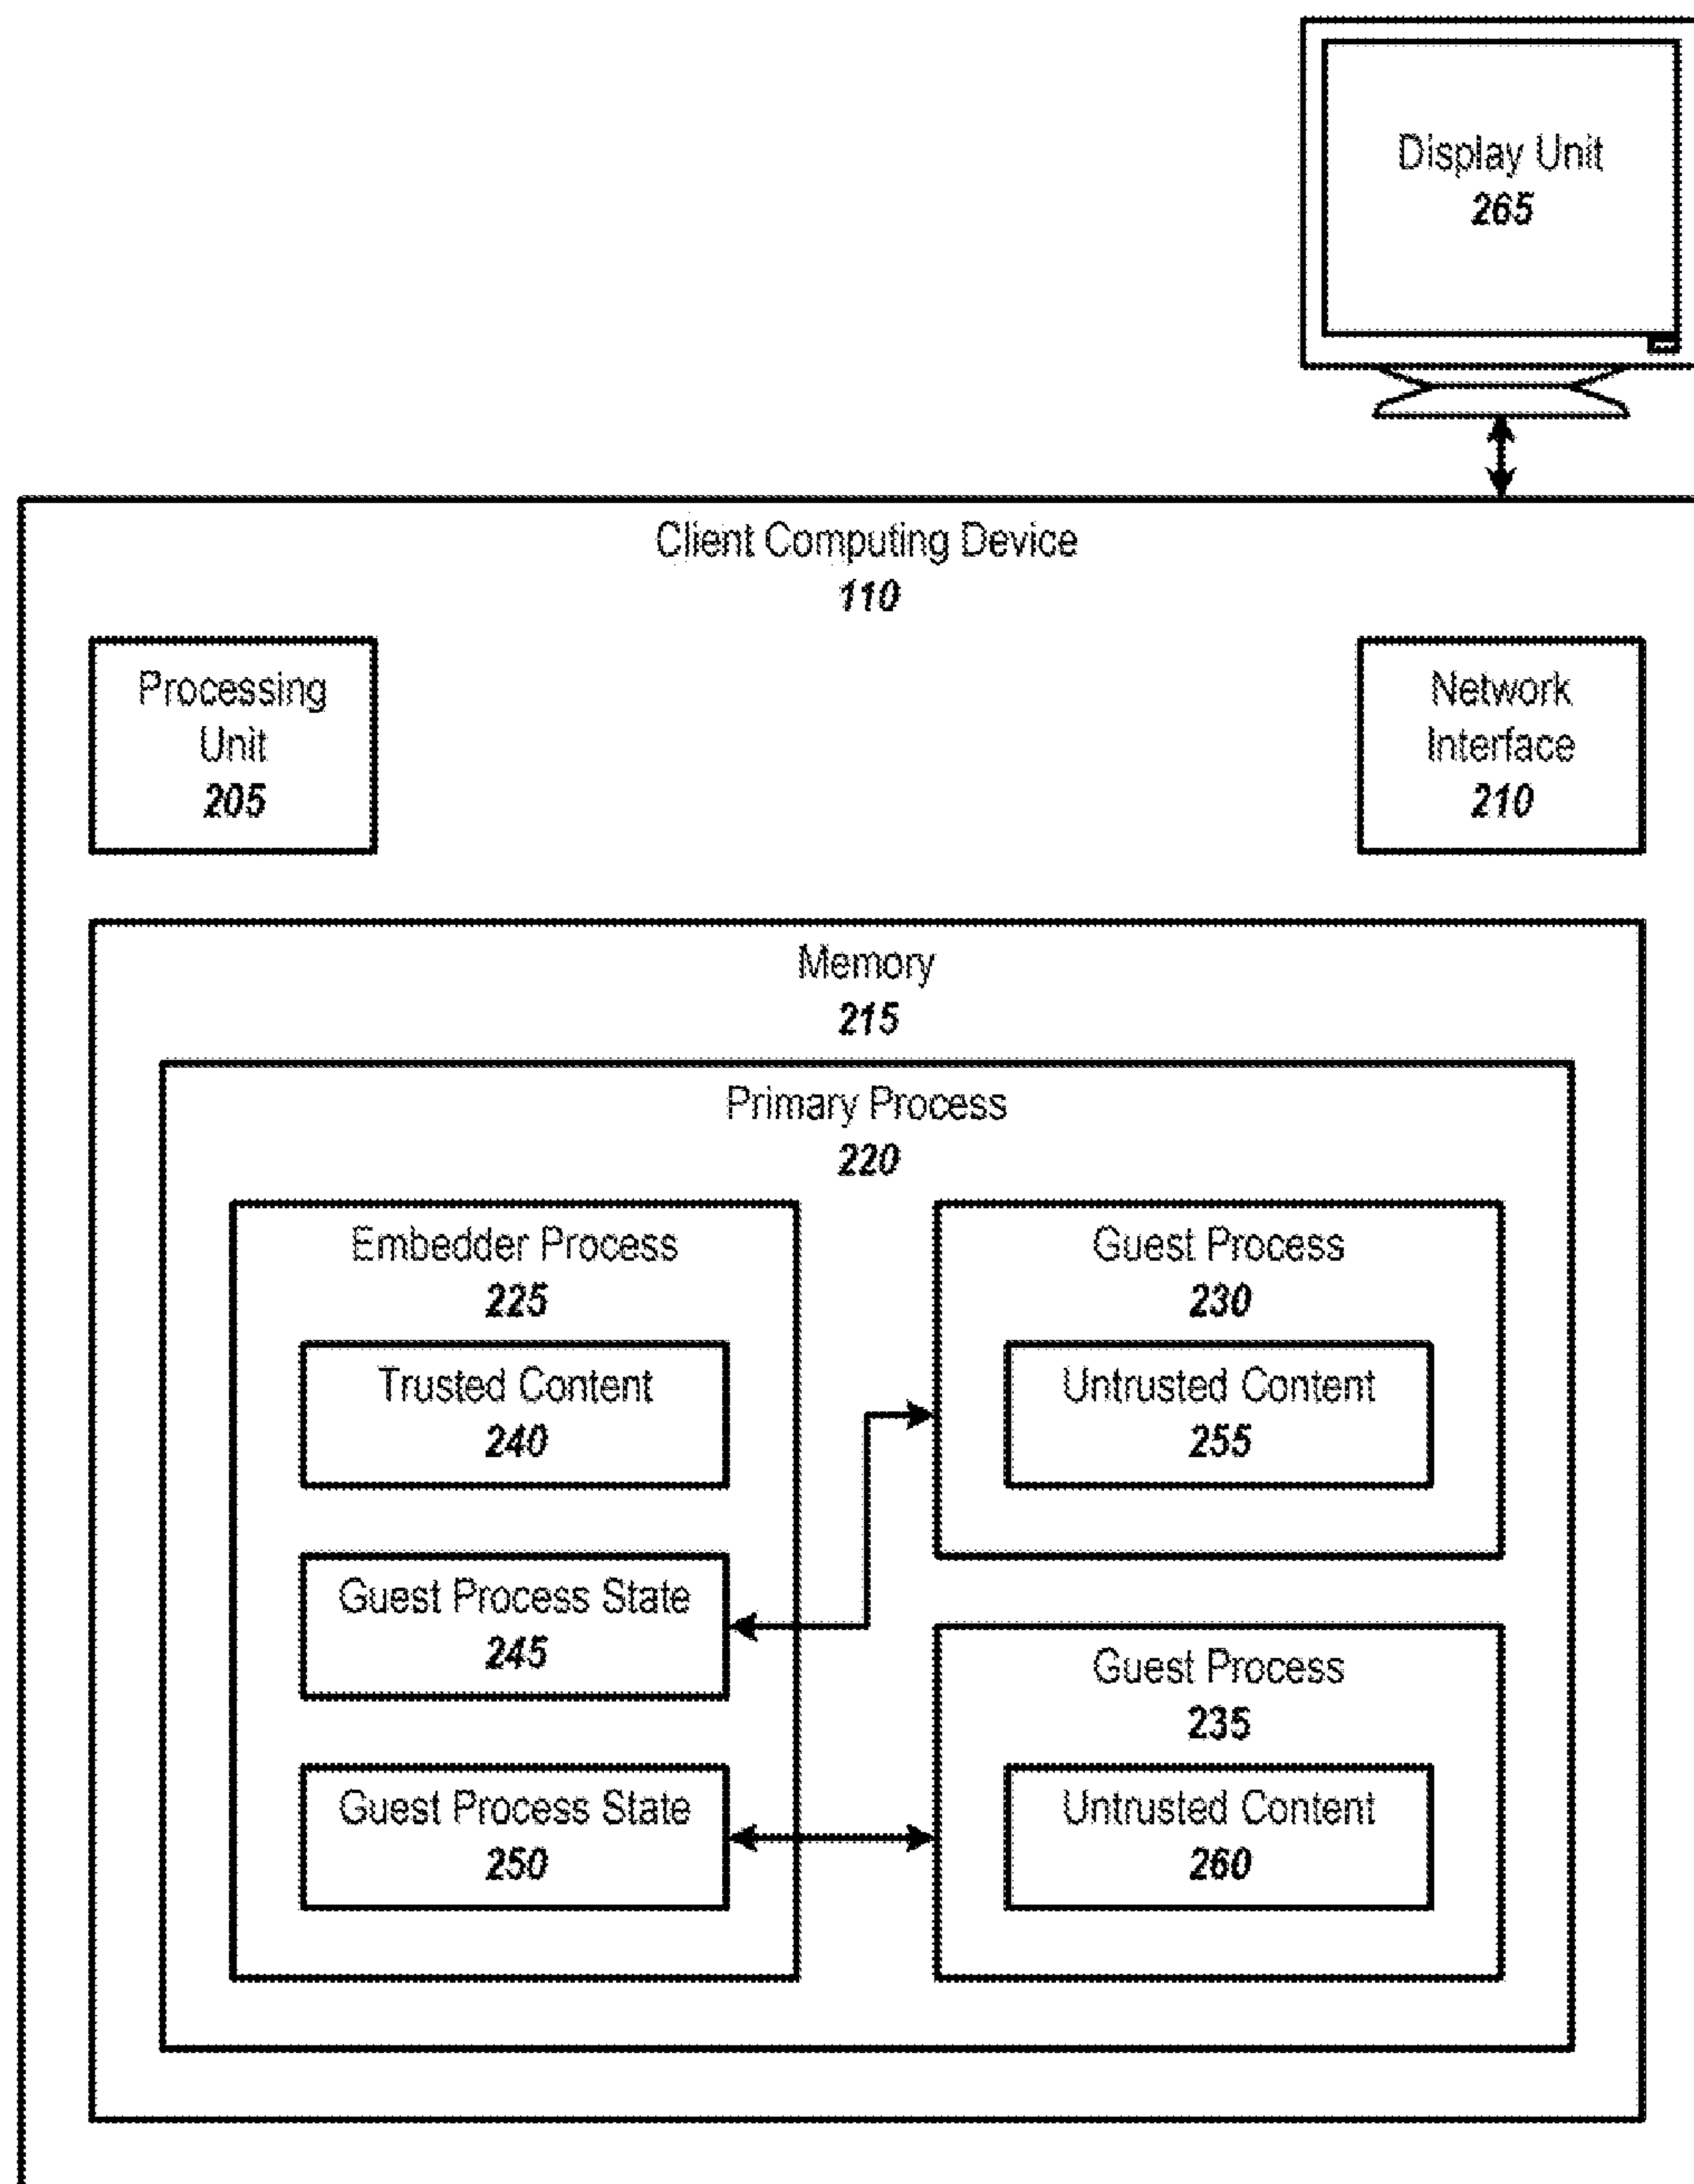 Display Unit
265
Client Computing Device
110
Processing
Unit
205
Network
Interface
210
Memory
215
Primary Process
220
Embedder Process
225
Trusted Content
240
Guest Process State
245
Guest Process State
250
Guest Process
230
Untrusted Content
255
Guest Process
235
Untrusted Content
260